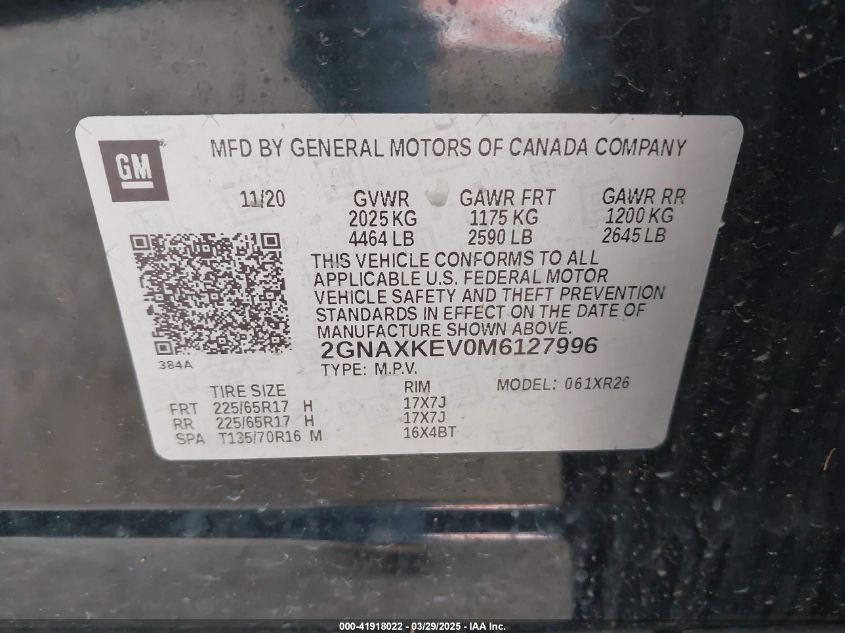 GM
MFD BY GENERAL MOTORS OF CANADA COMPANY
11/20 GVWR GAWR FRT GAWR RR
2025 KG 1175 KG 1200 KG
4464 LB 2590 LB 2645 LB
THIS VEHICLE CONFORMS TO ALL
APPLICABLE U.S. FEDERAL MOTOR
VEHICLE SAFETY AND THEFT PREVENTION
STANDARDS IN EFFECT ON THE DATE OF
MANUFACTURE SHOWN ABOVE.
2GNAXKEV0M6127996
384A
TYPE: M.P.V.
TIRE SIZE RIM MODEL: 061XR26
FRT 225/65R17 H 17X7J
RR 225/65R17 H 17X7J
SPA T135/70R16 M 16X4BT
000-41918022 — 03/29/2025 — IAA Inc.